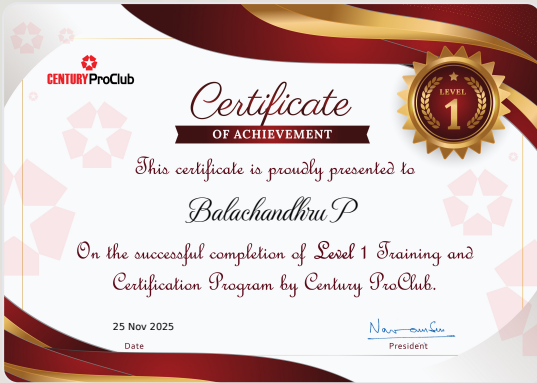 CENTURY ProClub
Certificate
OF ACHIEVEMENT
LEVEL
1
This certificate is proudly presented to
Balachandhru P
On the successful completion of Level 1 Training and
Certification Program by Century ProClub.
25 Nov 2025
Date
President